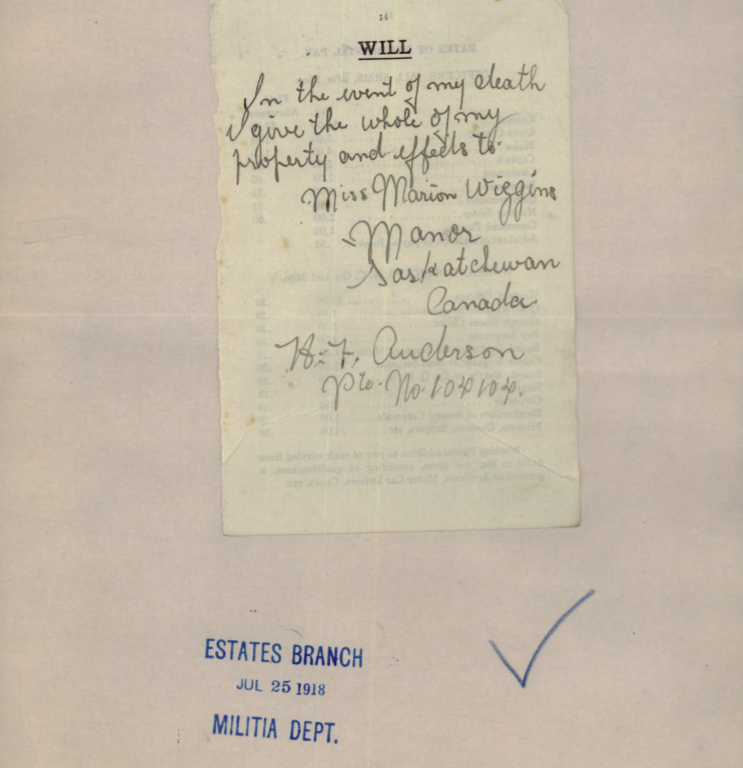 14
WILL
In the event of my death
I give the whole of my
property and effects to
Miss Marion Wiggins
Manor
Saskatchewan
Canada
H. F. Anderson
Pte. No. 104104.
ESTATES BRANCH
JUL 25 1918
MILITIA DEPT.